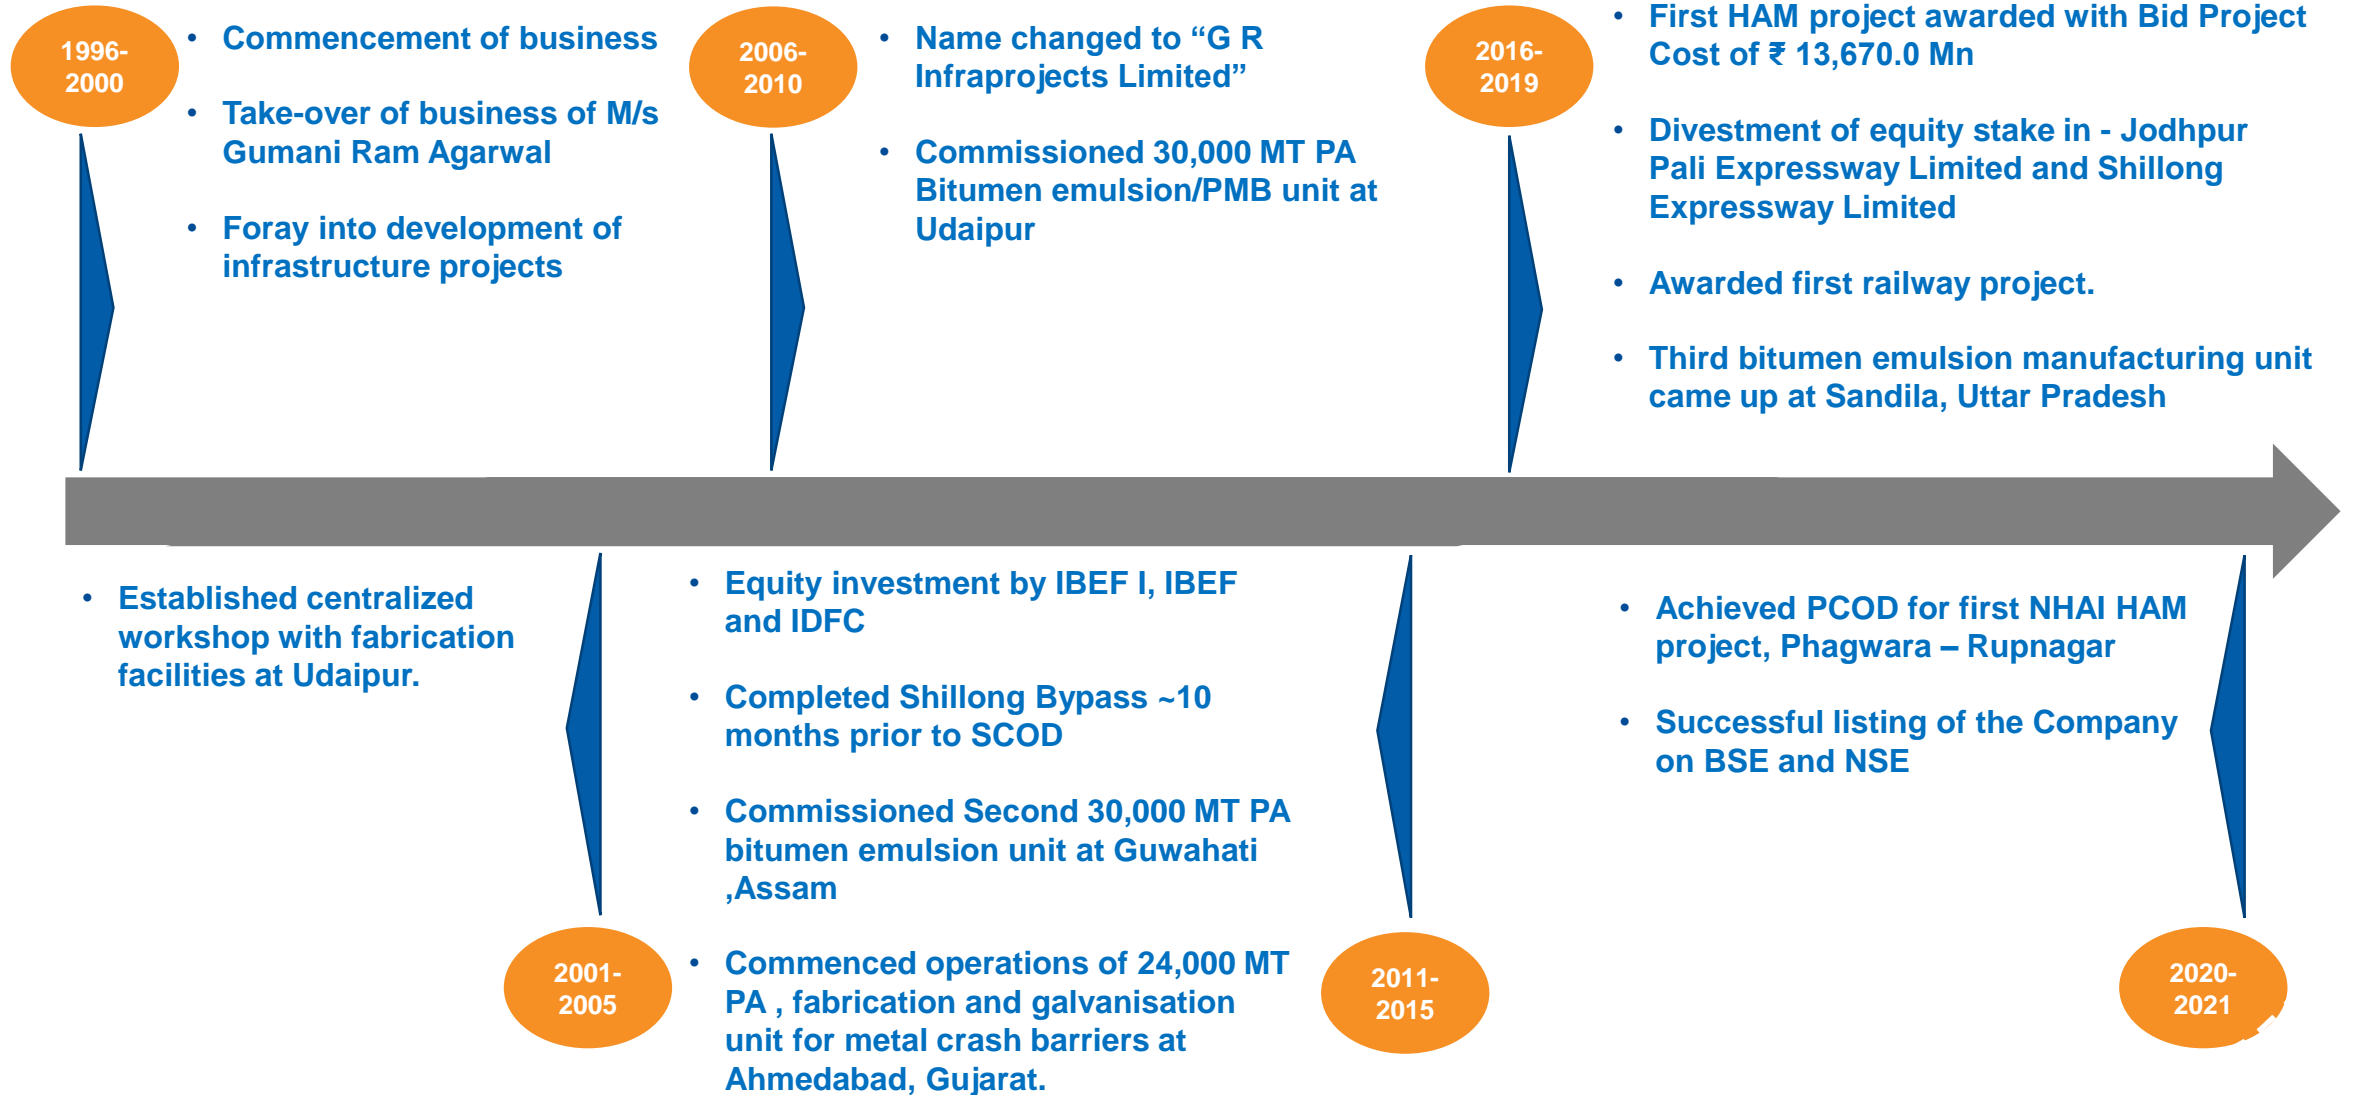 1996-
2000
• Commencement of business
• Take-over of business of M/s
Gumani Ram Agarwal
• Foray into development of
infrastructure projects
2006-
2010
• Name changed to “G R
Infraprojects Limited”
• Commissioned 30,000 MT PA
Bitumen emulsion/PMB unit at
Udaipur
2016-
2019
• First HAM project awarded with Bid Project
Cost of ₹ 13,670.0 Mn
• Divestment of equity stake in - Jodhpur
Pali Expressway Limited and Shillong
Expressway Limited
• Awarded first railway project.
• Third bitumen emulsion manufacturing unit
came up at Sandila, Uttar Pradesh
• Established centralized
workshop with fabrication
facilities at Udaipur.
2001-
2005
• Equity investment by IBEF I, IBEF
and IDFC
• Completed Shillong Bypass ~10
months prior to SCOD
• Commissioned Second 30,000 MT PA
bitumen emulsion unit at Guwahati
,Assam
• Commenced operations of 24,000 MT
PA , fabrication and galvanisation
unit for metal crash barriers at
Ahmedabad, Gujarat.
2011-
2015
• Achieved PCOD for first NHAI HAM
project, Phagwara – Rupnagar
• Successful listing of the Company
on BSE and NSE
2020-
2021